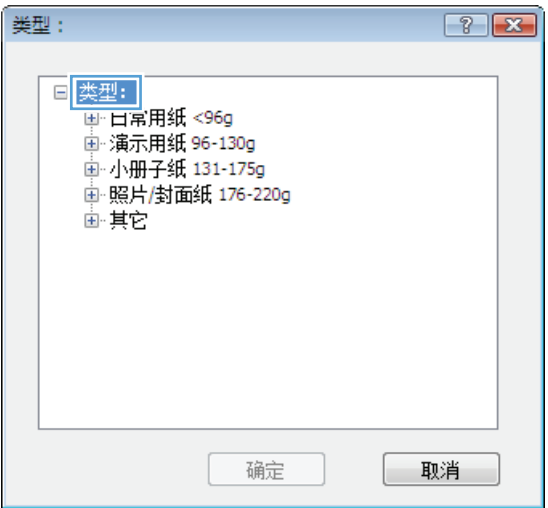 类型：
类型:
日常用纸 <96g
演示用纸 96-130g
小册子纸 131-175g
照片/封面纸 176-220g
其它
确定
取消